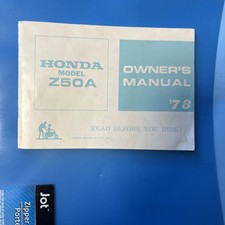 HONDA
MODEL
Z50A
OWNER'S
MANUAL
'78
READ BEFORE YOU RIDE
Jot
Zipper